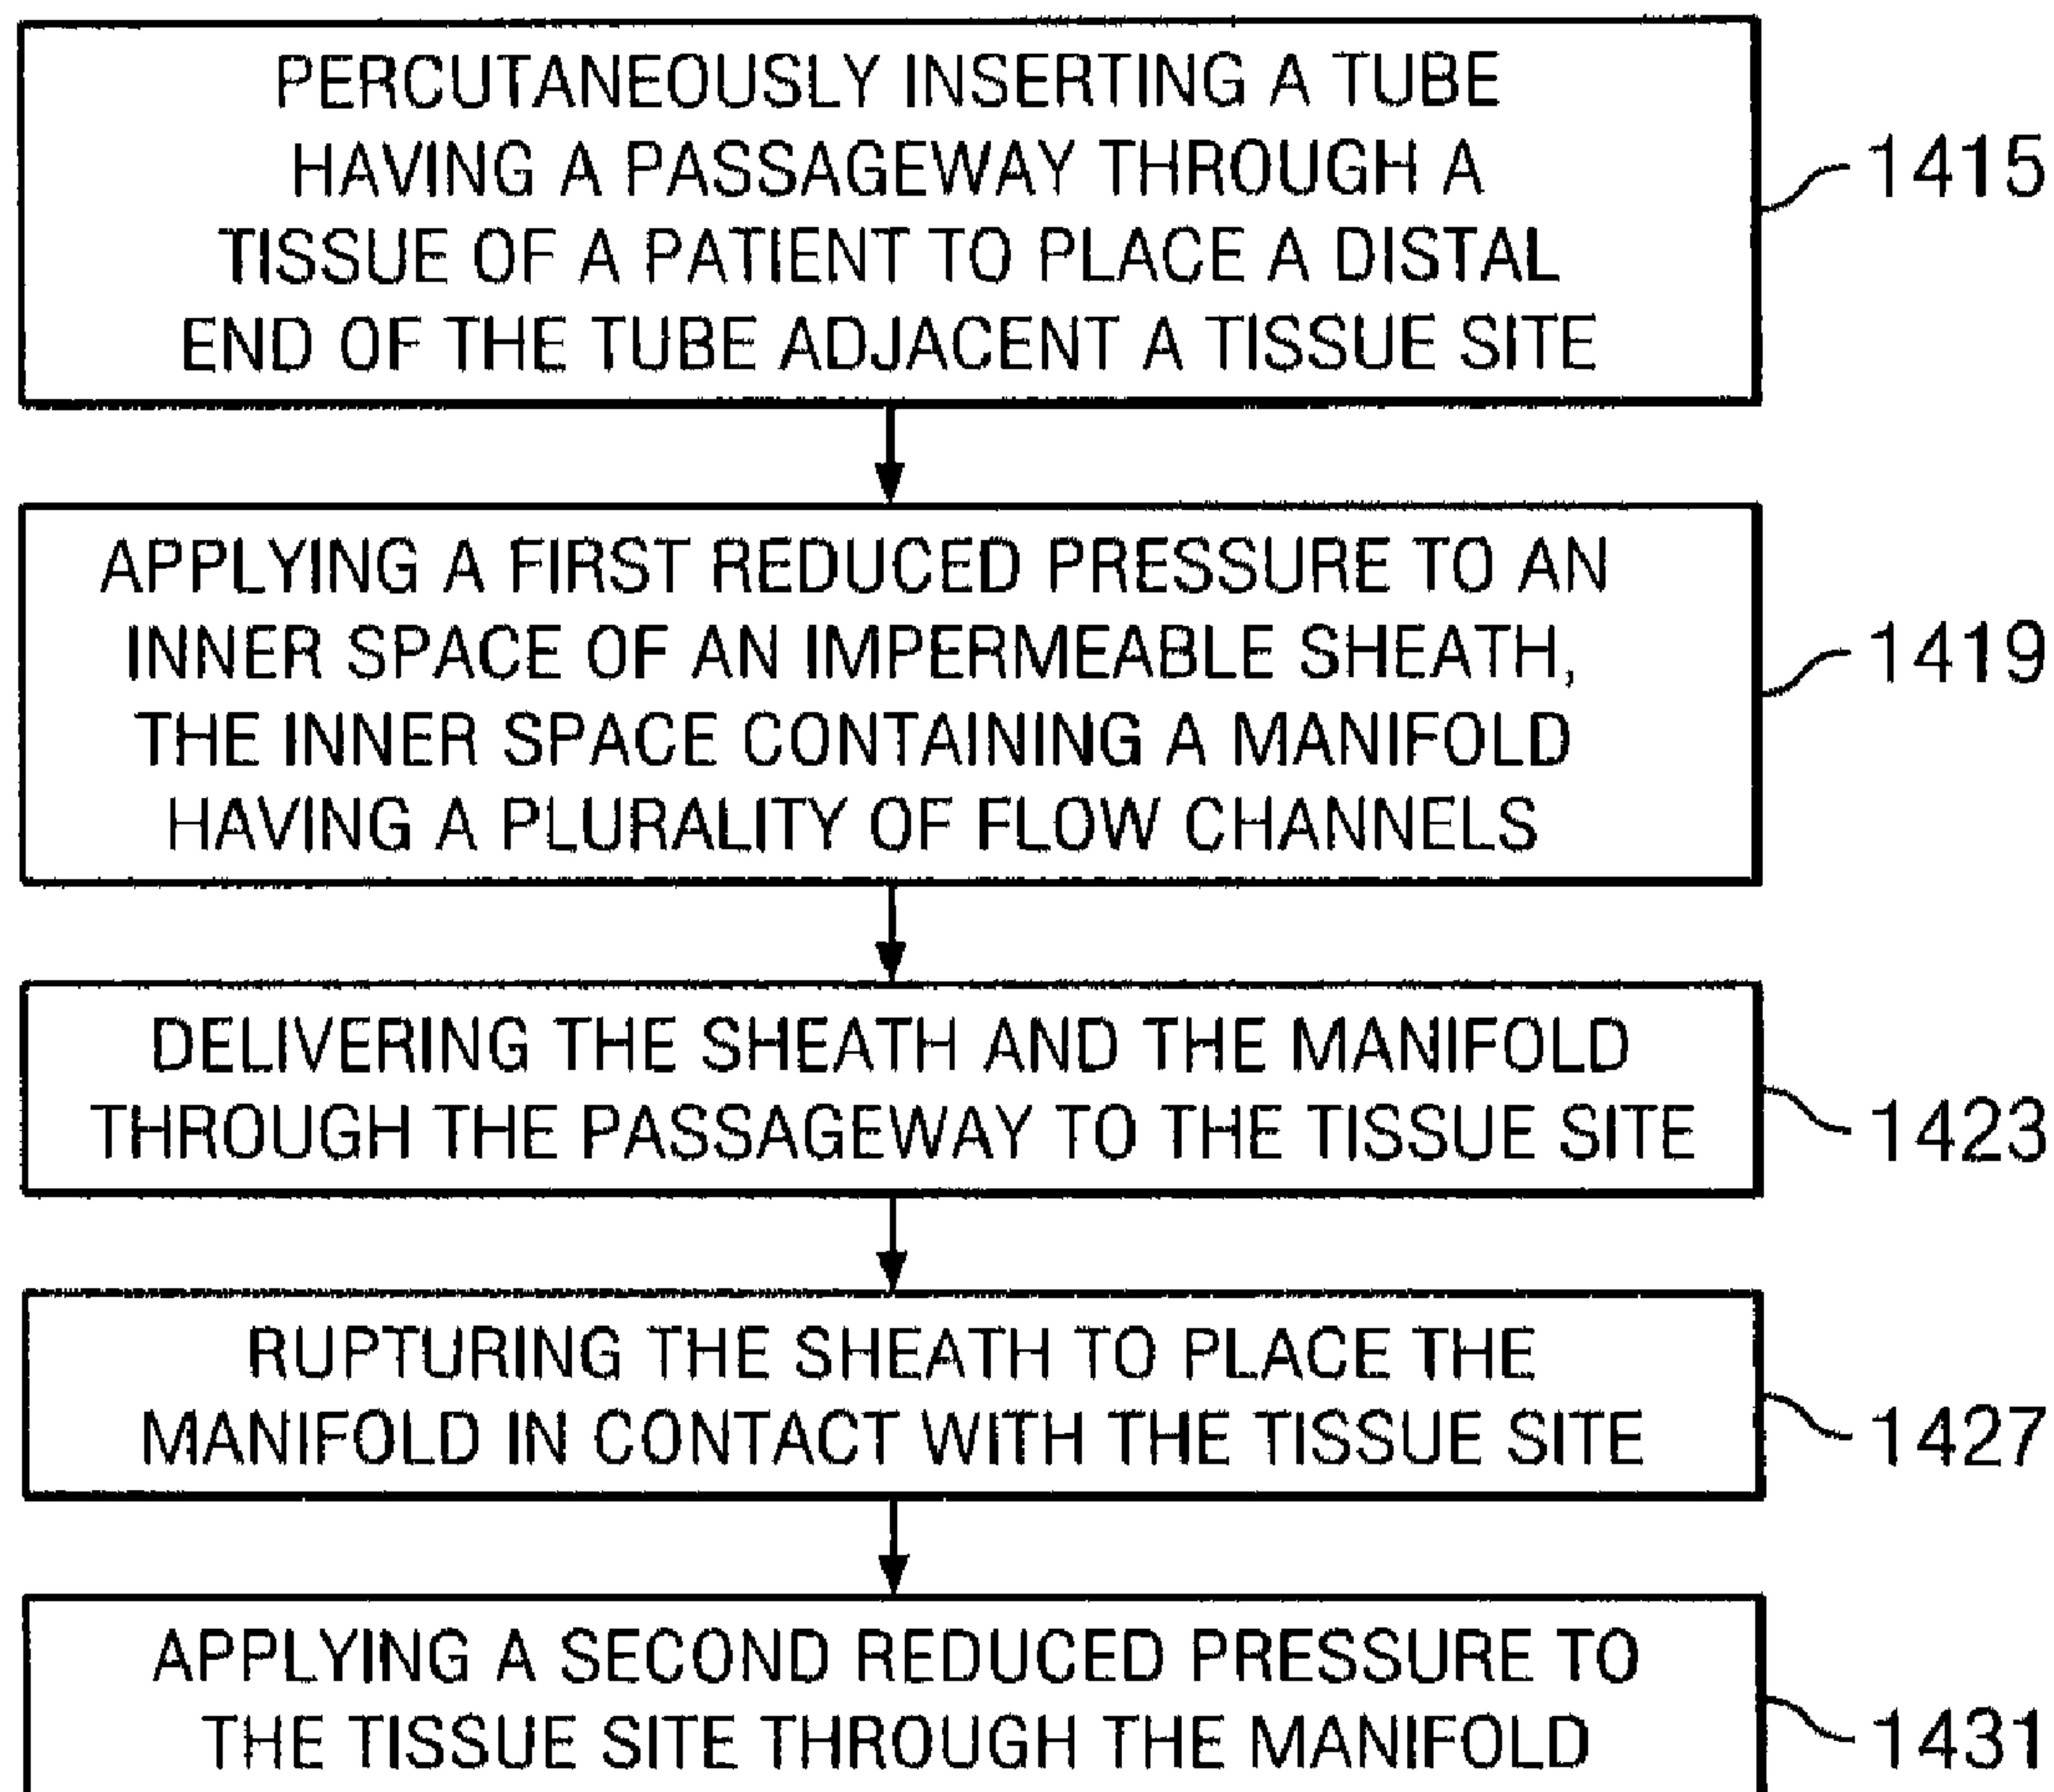 PERCUTANEOUSLY INSERTING A TUBE
HAVING A PASSAGEWAY THROUGH A
TISSUE OF A PATIENT TO PLACE A DISTAL
END OF THE TUBE ADJACENT A TISSUE SITE
1415
APPLYING A FIRST REDUCED PRESSURE TO AN
INNER SPACE OF AN IMPERMEABLE SHEATH,
THE INNER SPACE CONTAINING A MANIFOLD
HAVING A PLURALITY OF FLOW CHANNELS
1419
DELIVERING THE SHEATH AND THE MANIFOLD
THROUGH THE PASSAGEWAY TO THE TISSUE SITE
1423
RUPTURING THE SHEATH TO PLACE THE
MANIFOLD IN CONTACT WITH THE TISSUE SITE
1427
APPLYING A SECOND REDUCED PRESSURE TO
THE TISSUE SITE THROUGH THE MANIFOLD
1431